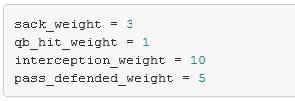 sack_weight = 3
qb_hit_weight = 1
interception_weight = 10
pass_defended_weight = 5